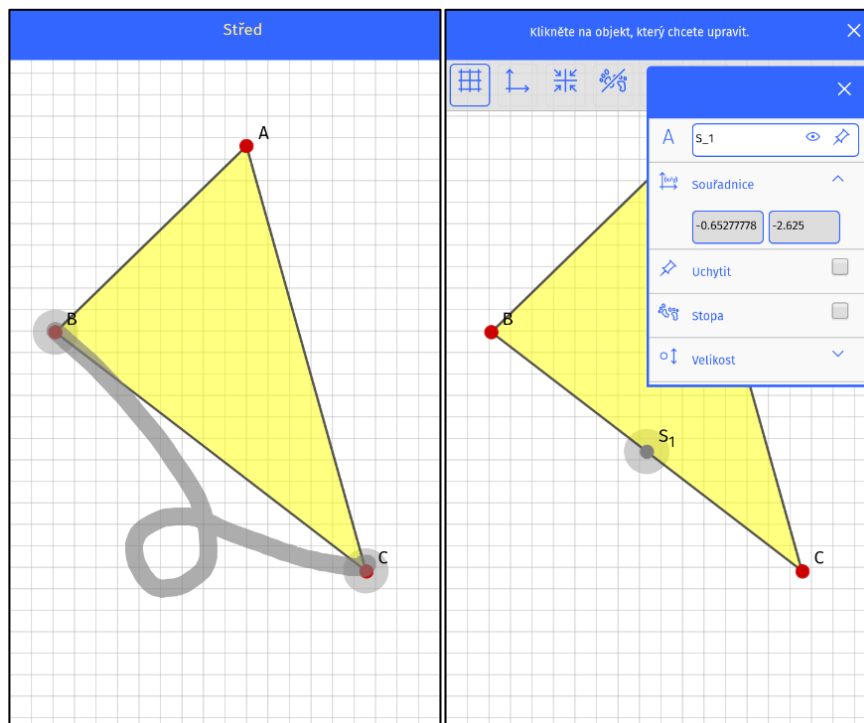 Střed
A
B
C
Klikněte na objekt, který chcete upravit.
A
S_1
(x,y)
Souřadnice
-0.65277778
-2.625
Uchytit
Stopa
Velikost
B
S₁
C